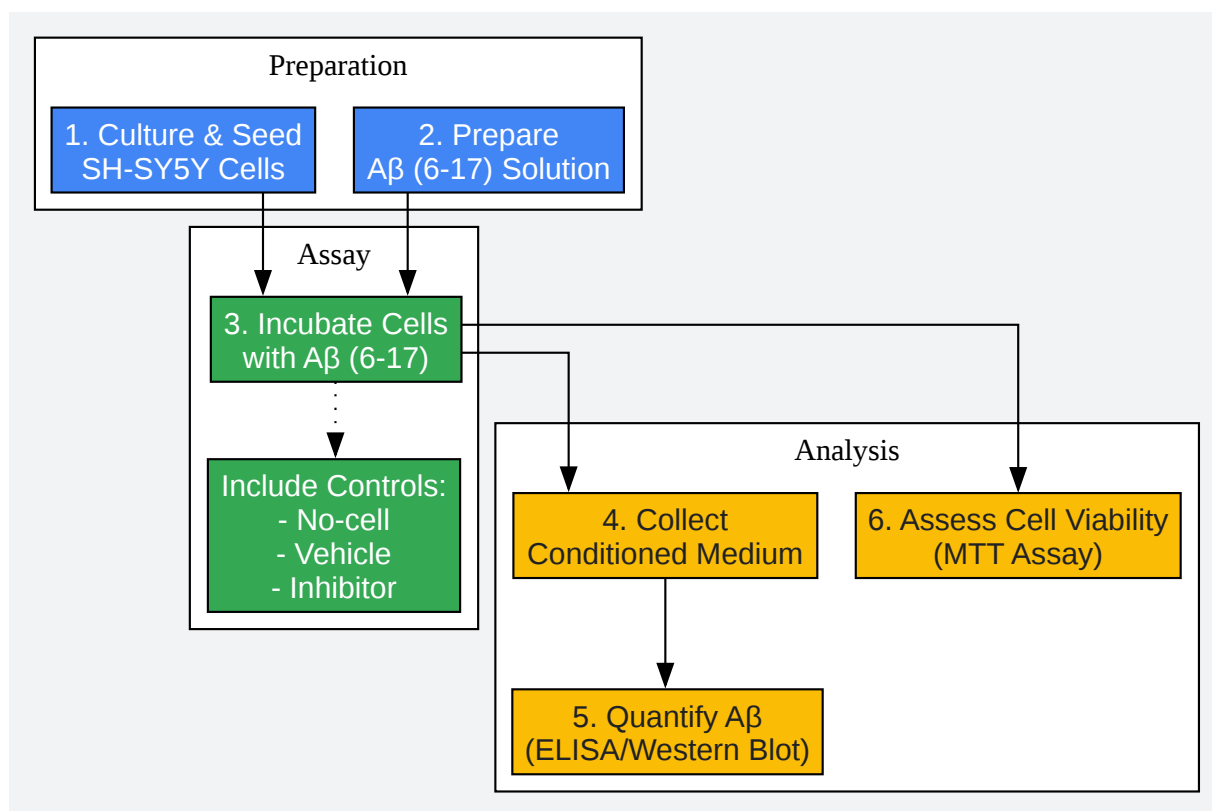 Preparation
1. Culture & Seed
SH-SY5Y Cells
2. Prepare
Aβ (6-17) Solution
Assay
3. Incubate Cells
with Aβ (6-17)
Include Controls:
- No-cell
- Vehicle
- Inhibitor
Analysis
4. Collect
Conditioned Medium
6. Assess Cell Viability
(MTT Assay)
5. Quantify Aβ
(ELISA/Western Blot)